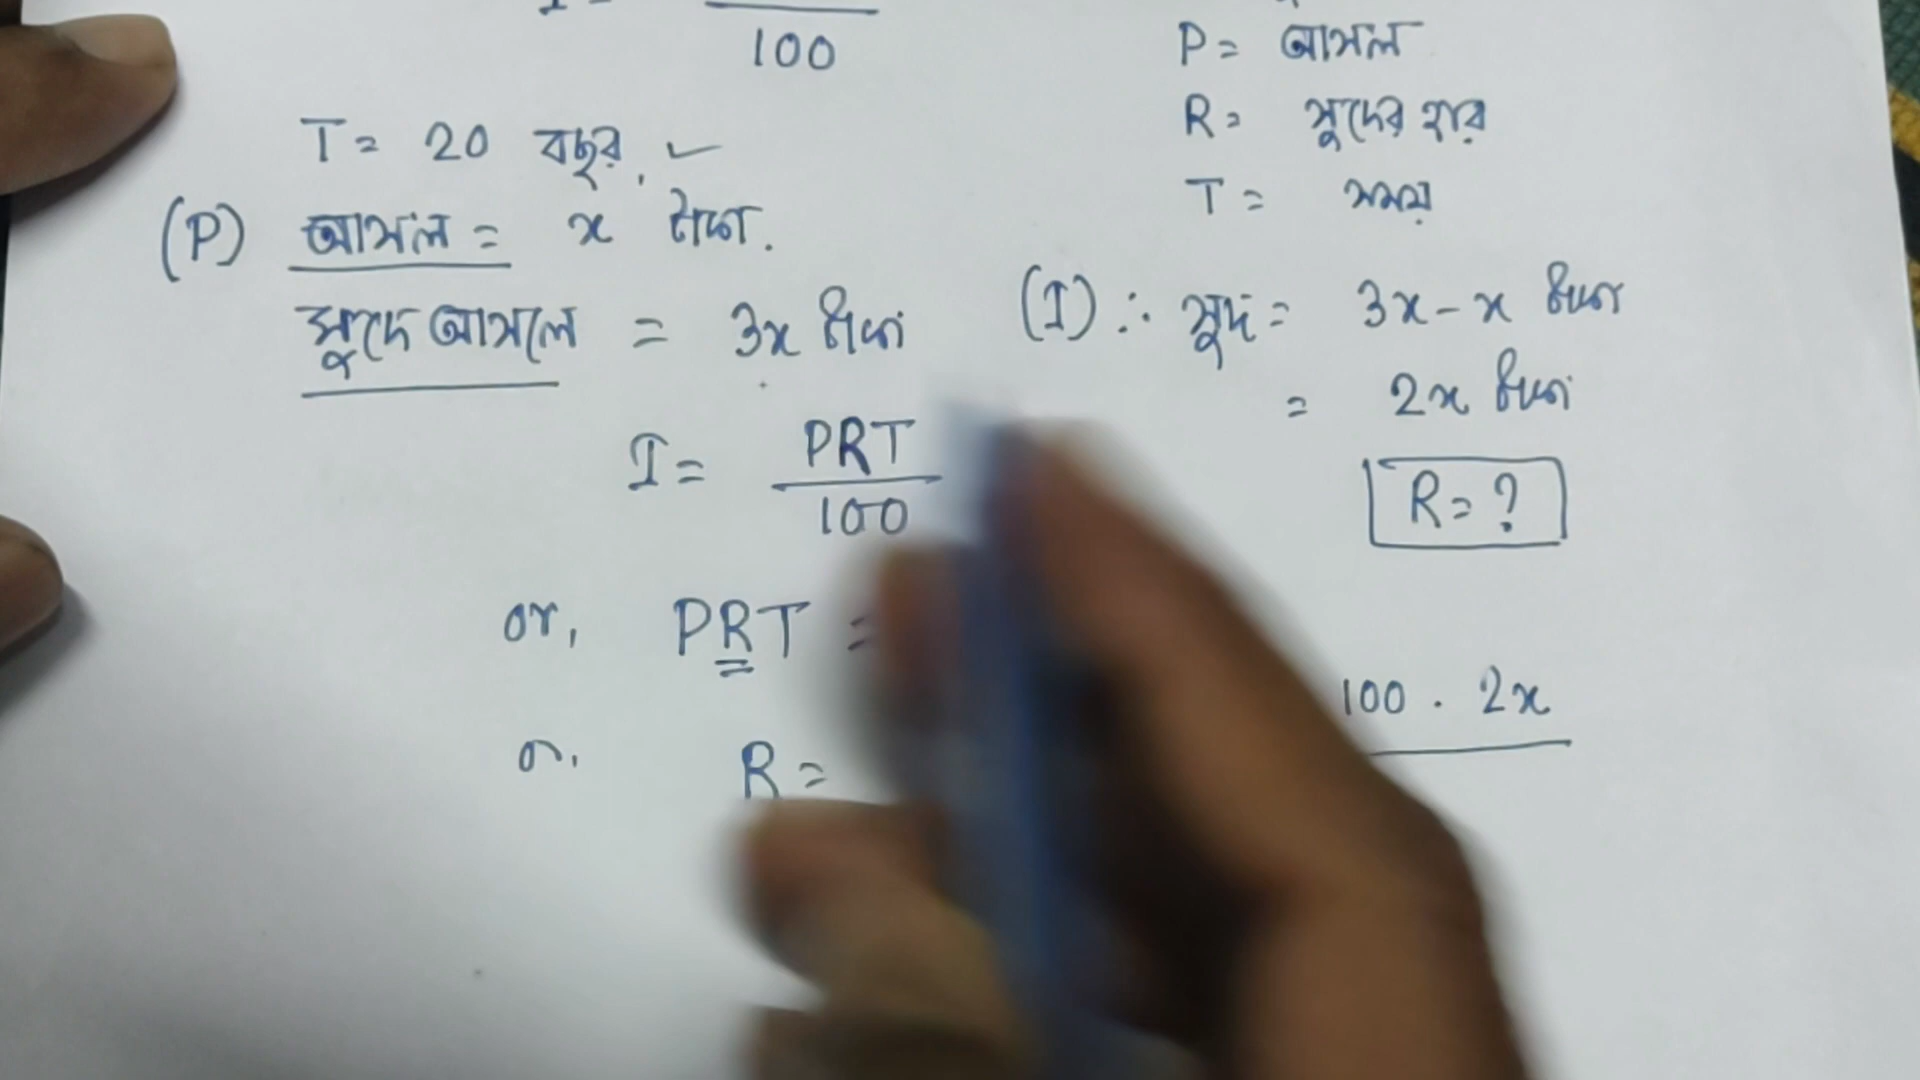 100
P = আসল
R = সুদের হার
T = সময়
T = 20 বছর. ✓
(P) আসল = x টাকা.
সুদে আসলে = 3x টাকা
(I) ∴ সুদ = 3x - x টাকা
= 2x টাকা
R = ?
I = PRT / 100
or, PRT =
or, R =
100 . 2x